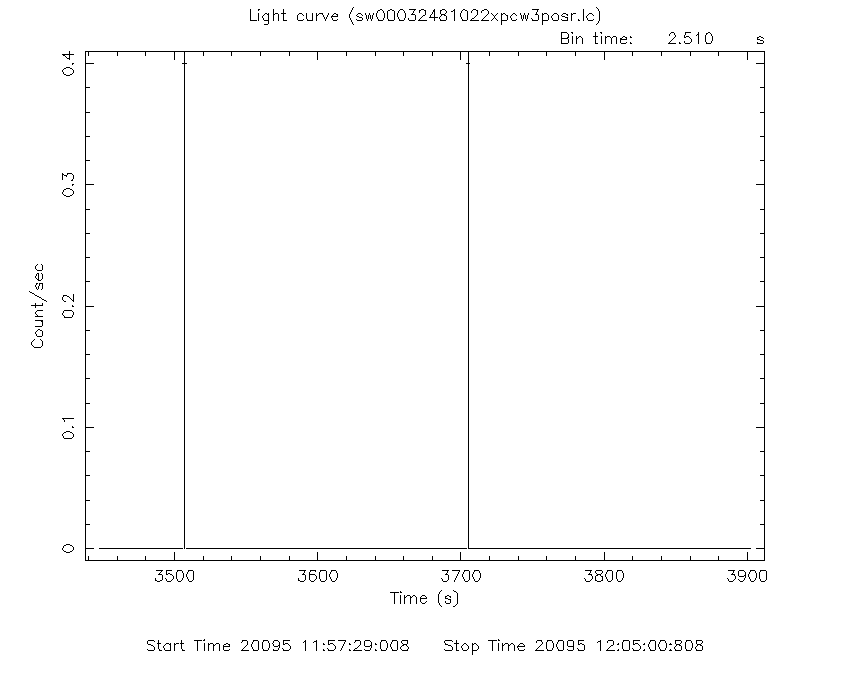 Light curve (sw00032481022xpcw3posr.lc)
Bin time: 2.510 s
0.4
0.3
0.2
0.1
0
Count/sec
3500 3600 3700 3800 3900
Time (s)
Start Time 20095 11:57:29:008 Stop Time 20095 12:05:00:808